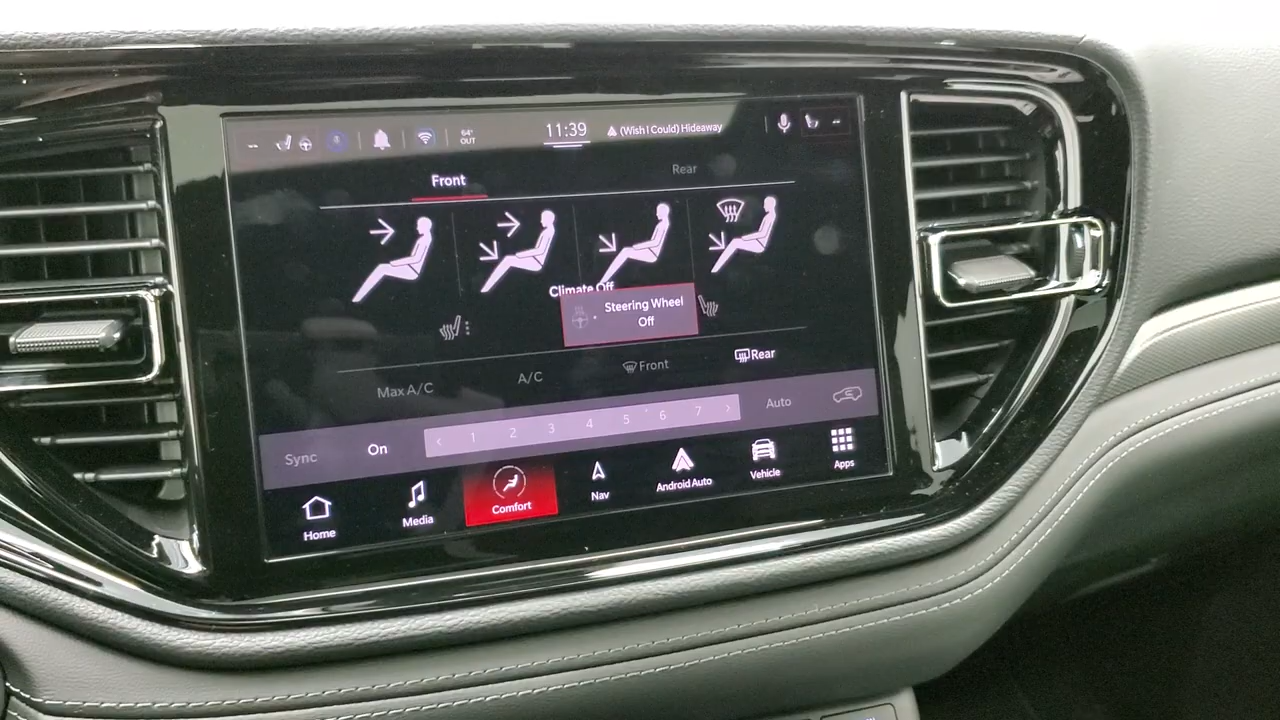 --
64°
OUT
11:39
(Wish I Could) Hideaway
--
Front
Rear
Climate Off
Steering Wheel
Off
Max A/C
A/C
Front
Rear
Sync
On
1 2 3 4 5 6 7
Auto
Home
Media
Comfort
Nav
Android Auto
Vehicle
Apps